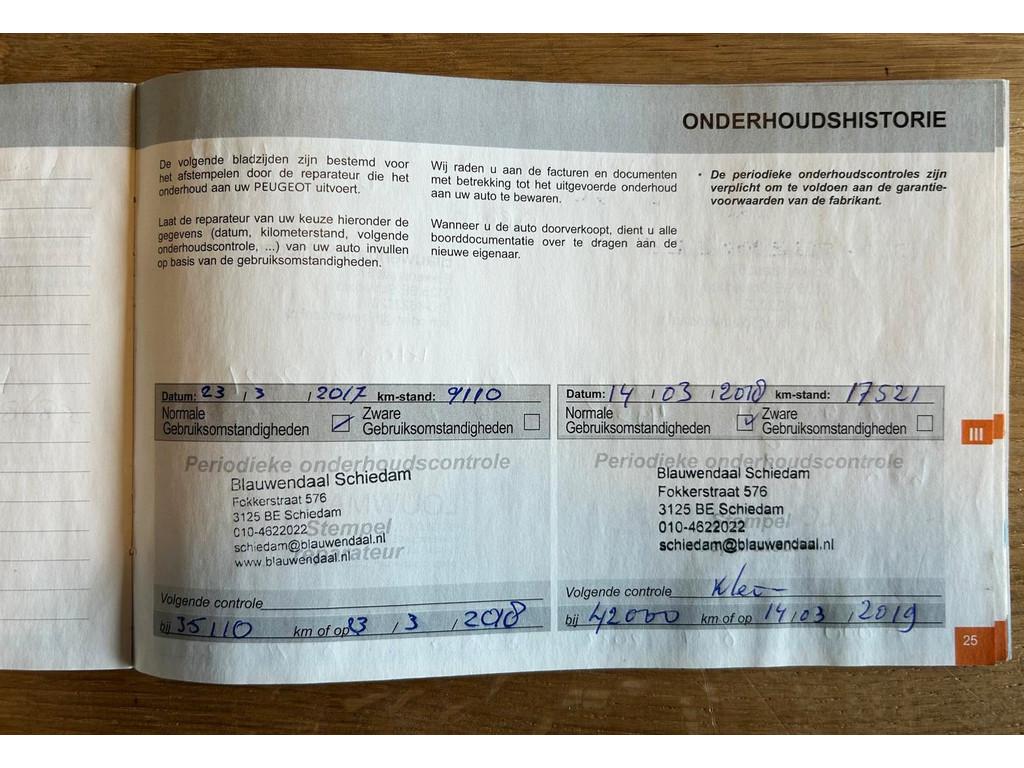 ONDERHOUDSHISTORIE
De volgende bladzijden zijn bestemd voor
het afstempelen door de reparateur die het
onderhoud aan uw PEUGEOT uitvoert.
Laat de reparateur van uw keuze hieronder de
gegevens (datum, kilometerstand, volgende
onderhoudscontrole, ...) van uw auto invullen
op basis van de gebruiksomstandigheden.
Wij raden u aan de facturen en documenten
met betrekking tot het uitgevoerde onderhoud
aan uw auto te bewaren.
Wanneer u de auto doorverkoopt, dient u alle
boorddocumentatie over te dragen aan de
nieuwe eigenaar.
• De periodieke onderhoudscontroles zijn
verplicht om te voldoen aan de garantie-
voorwaarden van de fabrikant.
Datum: 23 / 3 / 2017 km-stand: 9110
Normale
Gebruiksomstandigheden
Zware
Gebruiksomstandigheden
Periodieke onderhoudscontrole
Blauwendaal Schiedam
Fokkerstraat 576
3125 BE Schiedam
010-4622022
Stempel
schiedam@blauwendaal.nl
reparateur
www.blauwendaal.nl
Volgende controle
bij 35110 km of op 23 / 3 / 2018
Datum: 14 / 03 / 2018 km-stand: 17521
Normale
Gebruiksomstandigheden
Zware
Gebruiksomstandigheden
Periodieke onderhoudscontrole
Blauwendaal Schiedam
Fokkerstraat 576
3125 BE Schiedam
010-4622022
Stempel
schiedam@blauwendaal.nl
Volgende controle Klein
bij 42000 km of op 14 / 03 / 2019
III
25